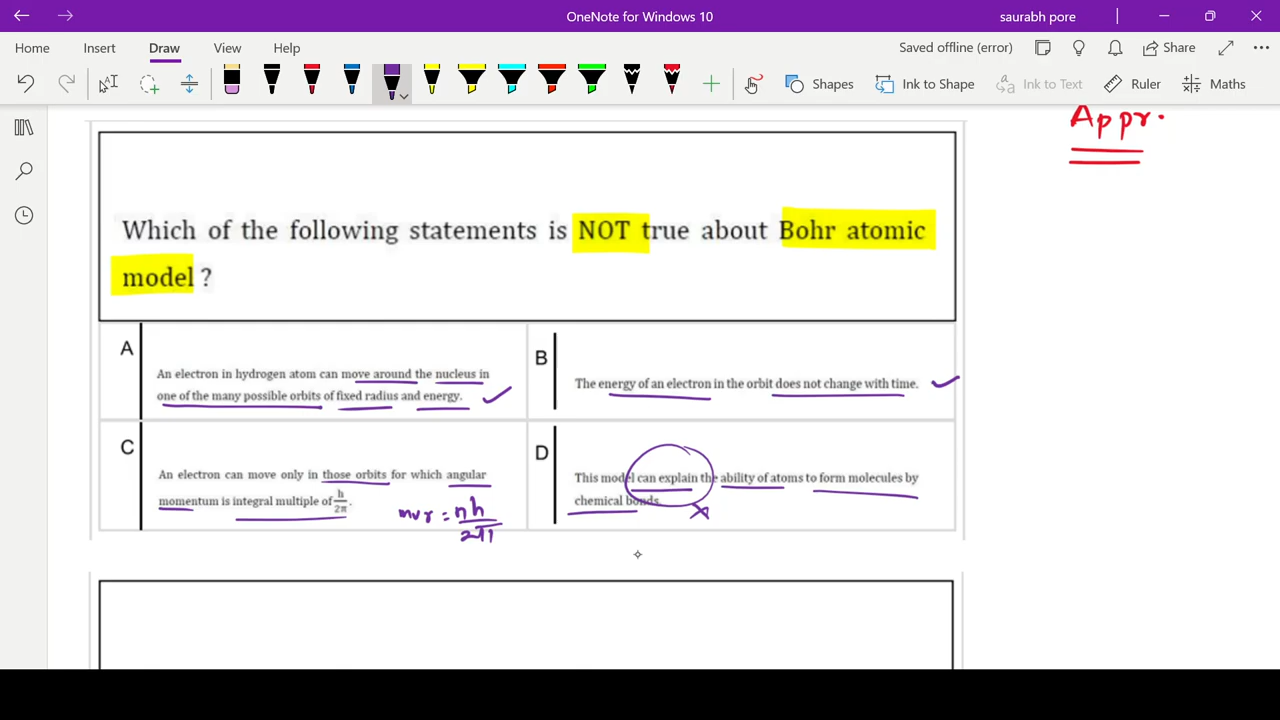 OneNote for Windows 10
saurabh pore
Home Insert Draw View Help
Saved offline (error)
Share
Shapes
Ink to Shape
Ink to Text
Ruler
Maths
Appr.
Which of the following statements is NOT true about Bohr atomic
model ?
A
An electron in hydrogen atom can move around the nucleus in
one of the many possible orbits of fixed radius and energy.
B
The energy of an electron in the orbit does not change with time.
C
An electron can move only in those orbits for which angular
momentum is integral multiple of h/2π.
mvr = nh/2π
D
This model can explain the ability of atoms to form molecules by
chemical bonds.